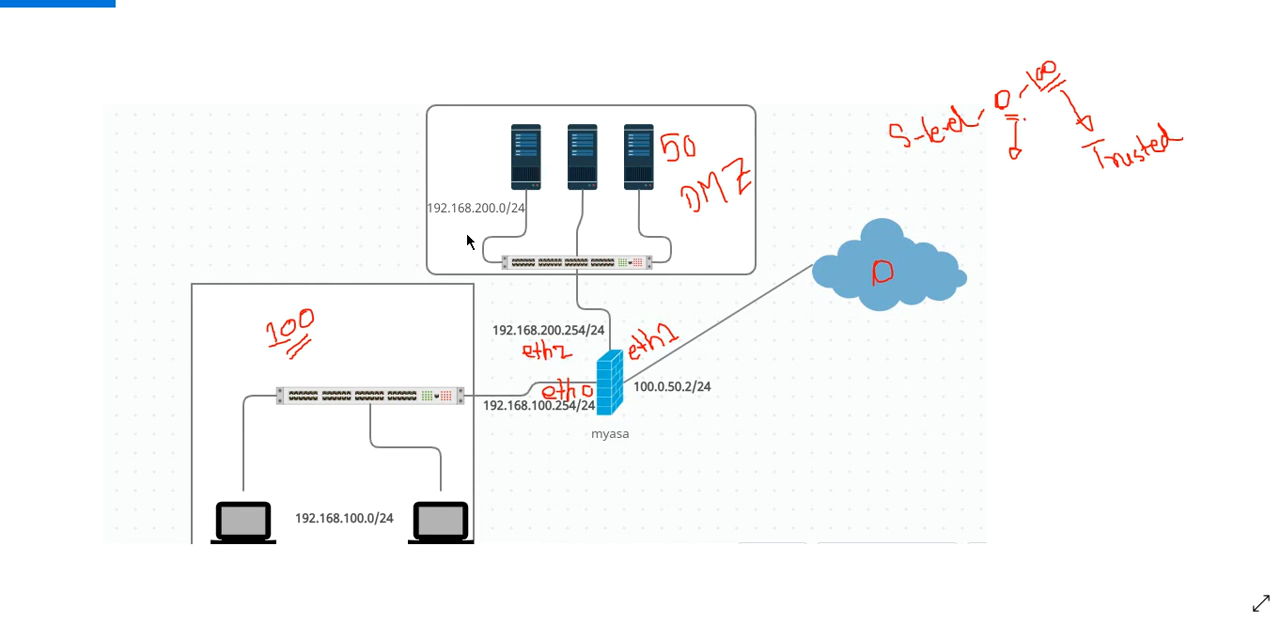 S-level - 0 - 100
Trusted
50
DMZ
192.168.200.0/24
0
100
192.168.200.254/24
eth2
eth1
eth0
100.0.50.2/24
192.168.100.254/24
myasa
192.168.100.0/24